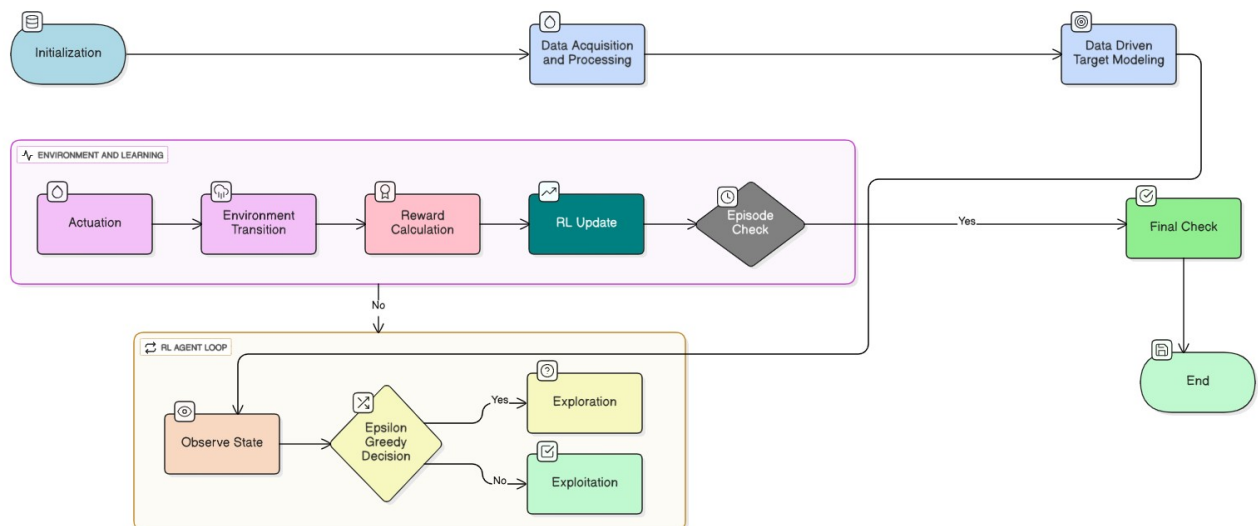 Initialization
Data Acquisition
and Processing
Data Driven
Target Modeling
ENVIRONMENT AND LEARNING
Actuation
Environment
Transition
Reward
Calculation
RL Update
Episode
Check
Yes
Final Check
No
RL AGENT LOOP
Observe State
Epsilon
Greedy
Decision
Yes
Exploration
No
Exploitation
End